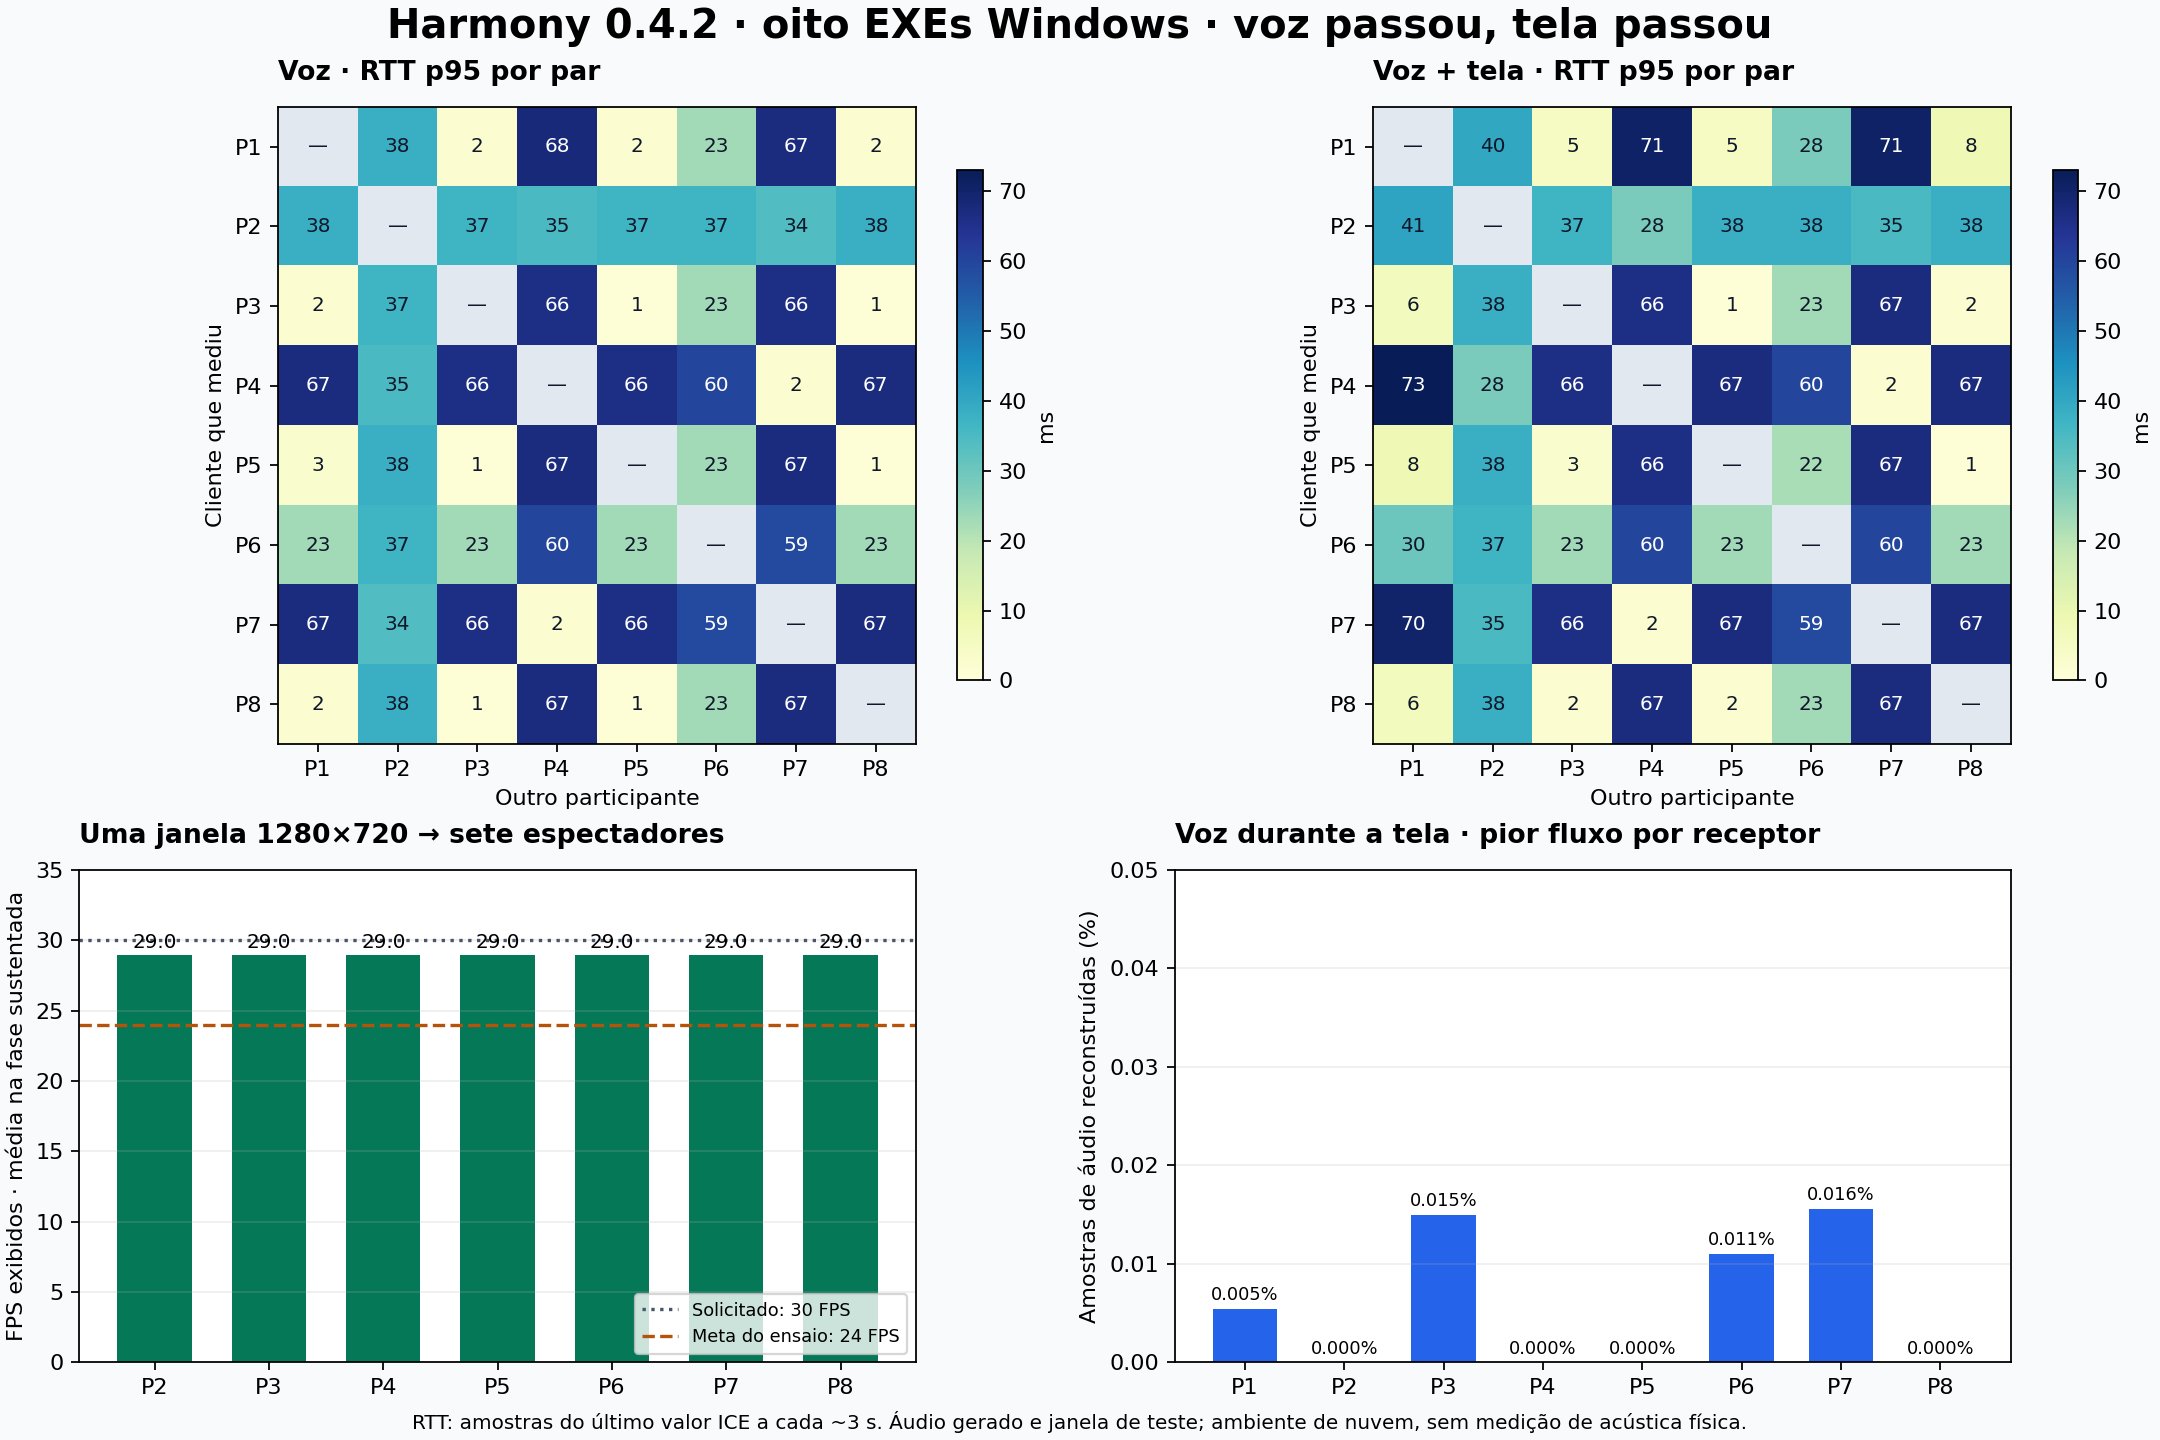 Harmony 0.4.2 · oito EXEs Windows · voz passou, tela passou
Voz · RTT p95 por par
P1 — 38 2 68 2 23 67 2
P2 38 — 37 35 37 37 34 38
P3 2 37 — 66 1 23 66 1
P4 67 35 66 — 66 60 2 67
P5 3 38 1 67 — 23 67 1
P6 23 37 23 60 23 — 59 23
P7 67 34 66 2 66 59 — 67
P8 2 38 1 67 1 23 67 —
P1 P2 P3 P4 P5 P6 P7 P8
Cliente que mediu
Outro participante
70
60
50
40
30
20
10
0
ms
Voz + tela · RTT p95 por par
P1 — 40 5 71 5 28 71 8
P2 41 — 37 28 38 38 35 38
P3 6 38 — 66 1 23 67 2
P4 73 28 66 — 67 60 2 67
P5 8 38 3 66 — 22 67 1
P6 30 37 23 60 23 — 60 23
P7 70 35 66 2 67 59 — 67
P8 6 38 2 67 2 23 67 —
P1 P2 P3 P4 P5 P6 P7 P8
Cliente que mediu
Outro participante
70
60
50
40
30
20
10
0
ms
Uma janela 1280×720 → sete espectadores
FPS exibidos · média na fase sustentada
35
30
25
20
15
10
5
0
29.0 29.0 29.0 29.0 29.0 29.0 29.0
Solicitado: 30 FPS
Meta do ensaio: 24 FPS
P2 P3 P4 P5 P6 P7 P8
Voz durante a tela · pior fluxo por receptor
Amostras de áudio reconstruídas (%)
0.05
0.04
0.03
0.02
0.01
0.00
0.005% 0.000% 0.015% 0.000% 0.000% 0.011% 0.016% 0.000%
P1 P2 P3 P4 P5 P6 P7 P8
RTT: amostras do último valor ICE a cada ~3 s. Áudio gerado e janela de teste; ambiente de nuvem, sem medição de acústica física.